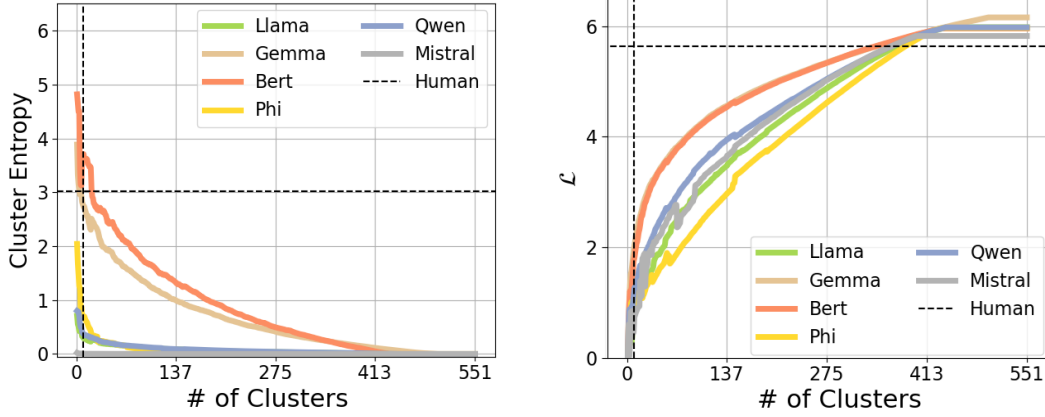 Cluster Entropy
6
5
4
3
2
1
0
Llama
Gemma
Bert
Phi
Qwen
Mistral
Human
0 137 275 413 551
# of Clusters
ℒ
6
4
2
0
Llama
Gemma
Bert
Phi
Qwen
Mistral
Human
0 137 275 413 551
# of Clusters